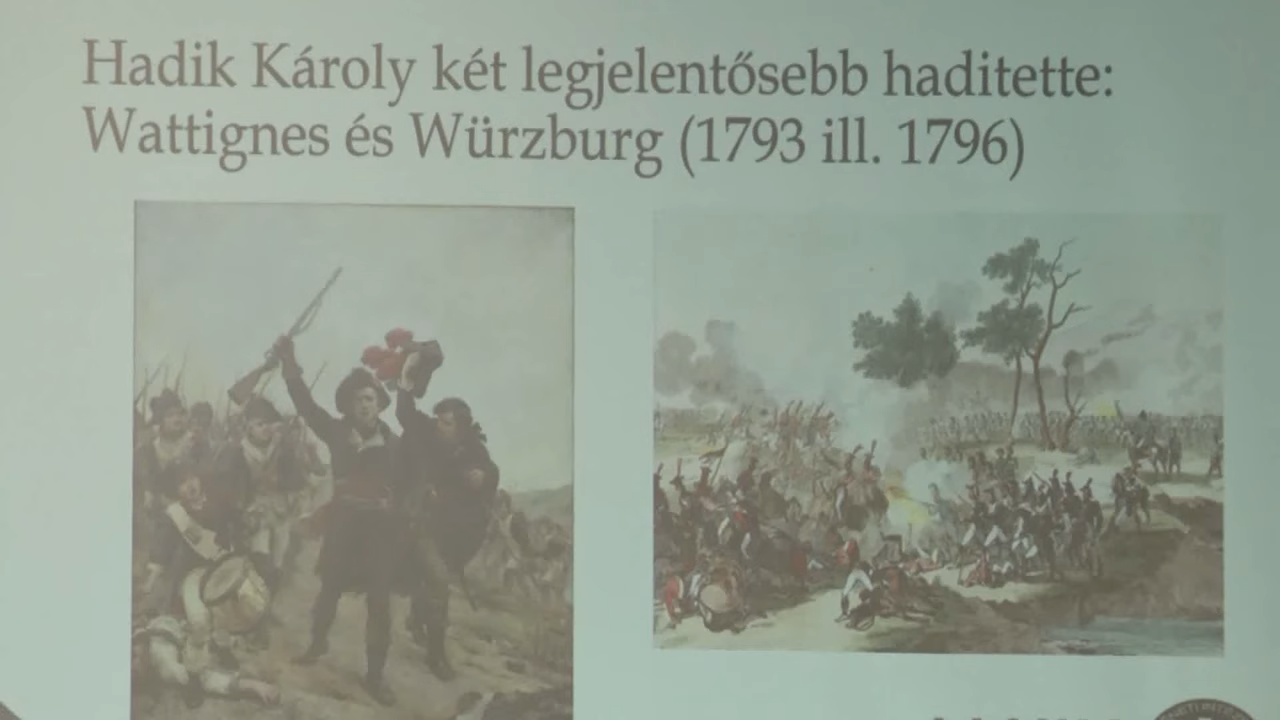 Hadik Károly két legjelentősebb haditette:
Wattignes és Würzburg (1793 ill. 1796)